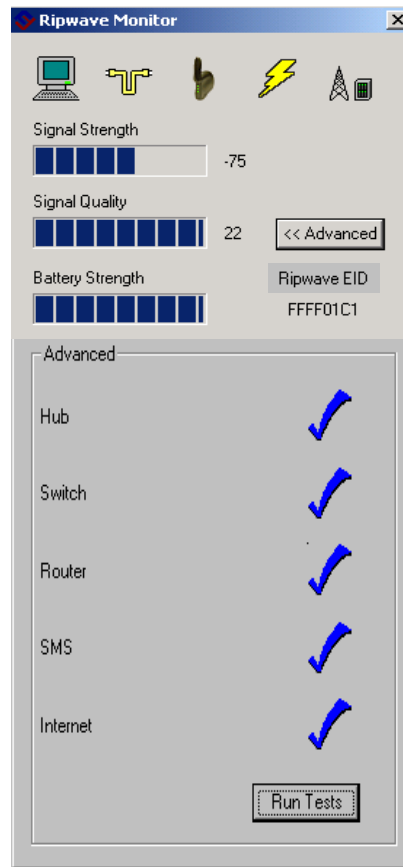 Ripwave Monitor
Signal Strength
-75
Signal Quality
22
<< Advanced
Battery Strength
Ripwave EID
FFFF01C1
Advanced
Hub
Switch
Router
SMS
Internet
Run Tests